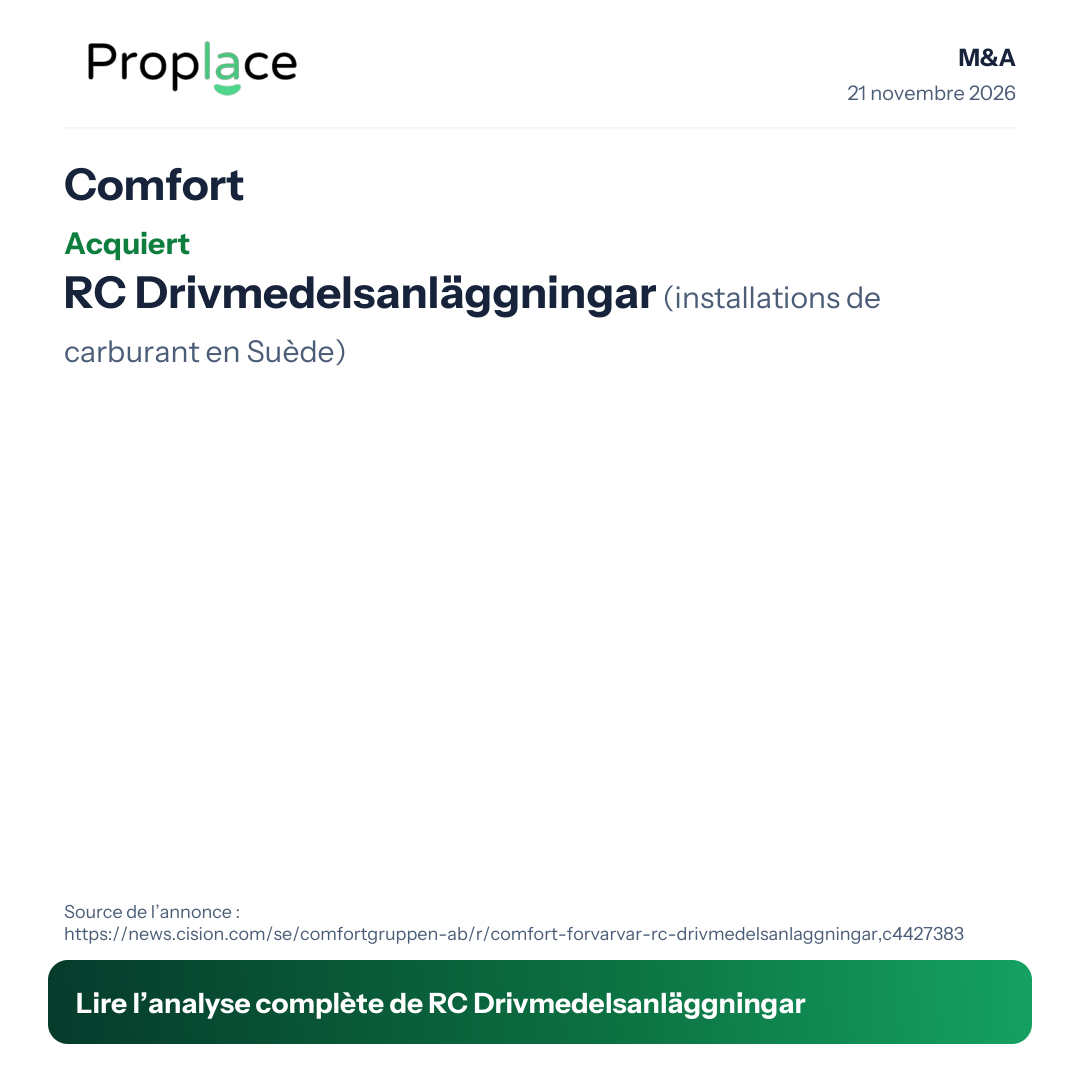 Proplace
M&A
21 novembre 2026
Comfort
Acquiert
RC Drivmedelsanläggningar (installations de
carburant en Suède)
Source de l’annonce :
https://news.cision.com/se/comfortgruppen-ab/r/comfort-forvarvar-rc-drivmedelsanlaggningar,c4427383
Lire l’analyse complète de RC Drivmedelsanläggningar